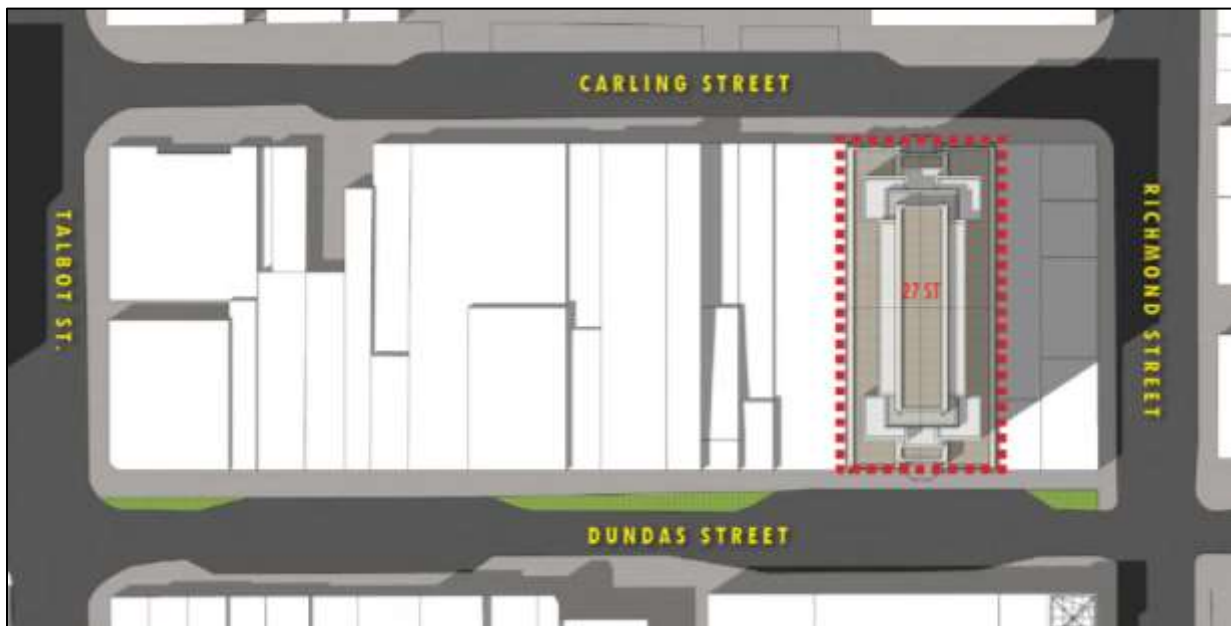 CARLING STREET
TALBOT ST.
RICHMOND STREET
27 ST
DUNDAS STREET